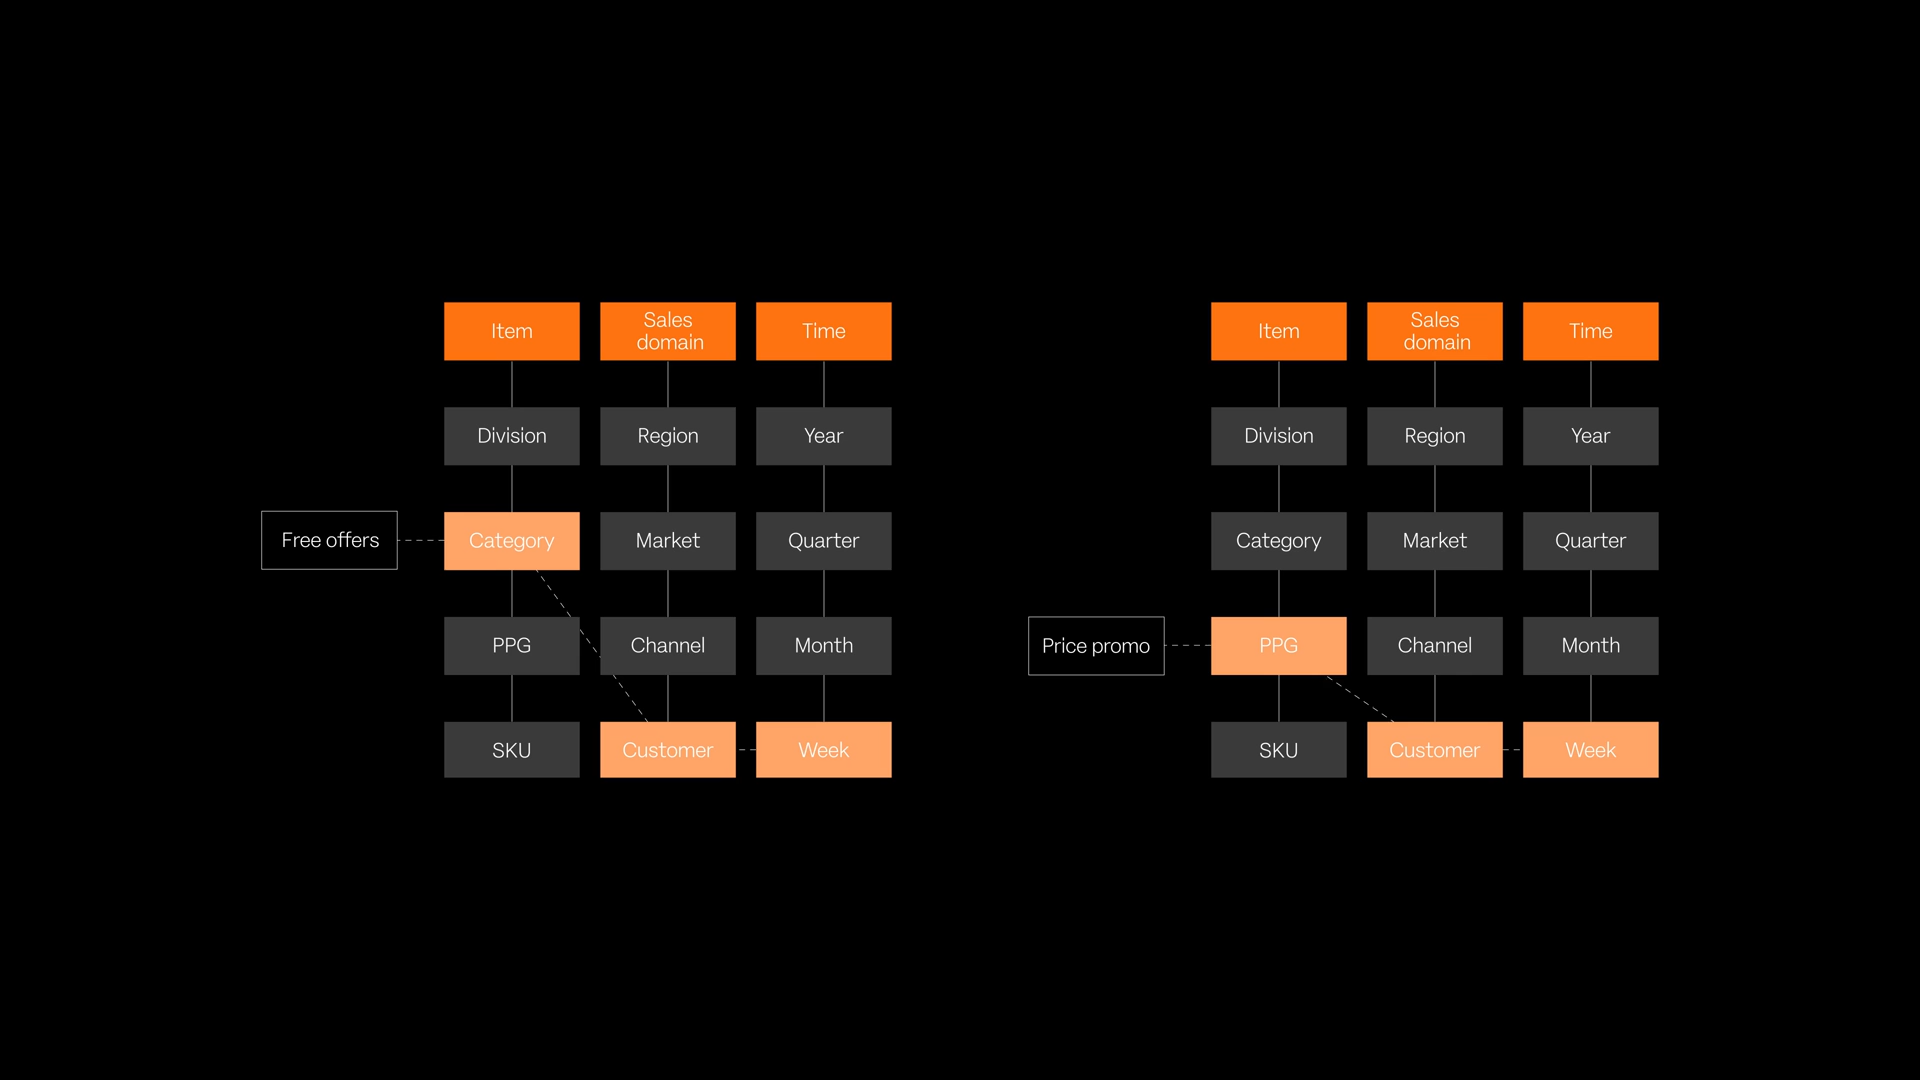 Item
Sales
domain
Time
Division
Region
Year
Free offers
Category
Market
Quarter
PPG
Channel
Month
SKU
Customer
Week
Item
Sales
domain
Time
Division
Region
Year
Category
Market
Quarter
Price promo
PPG
Channel
Month
SKU
Customer
Week